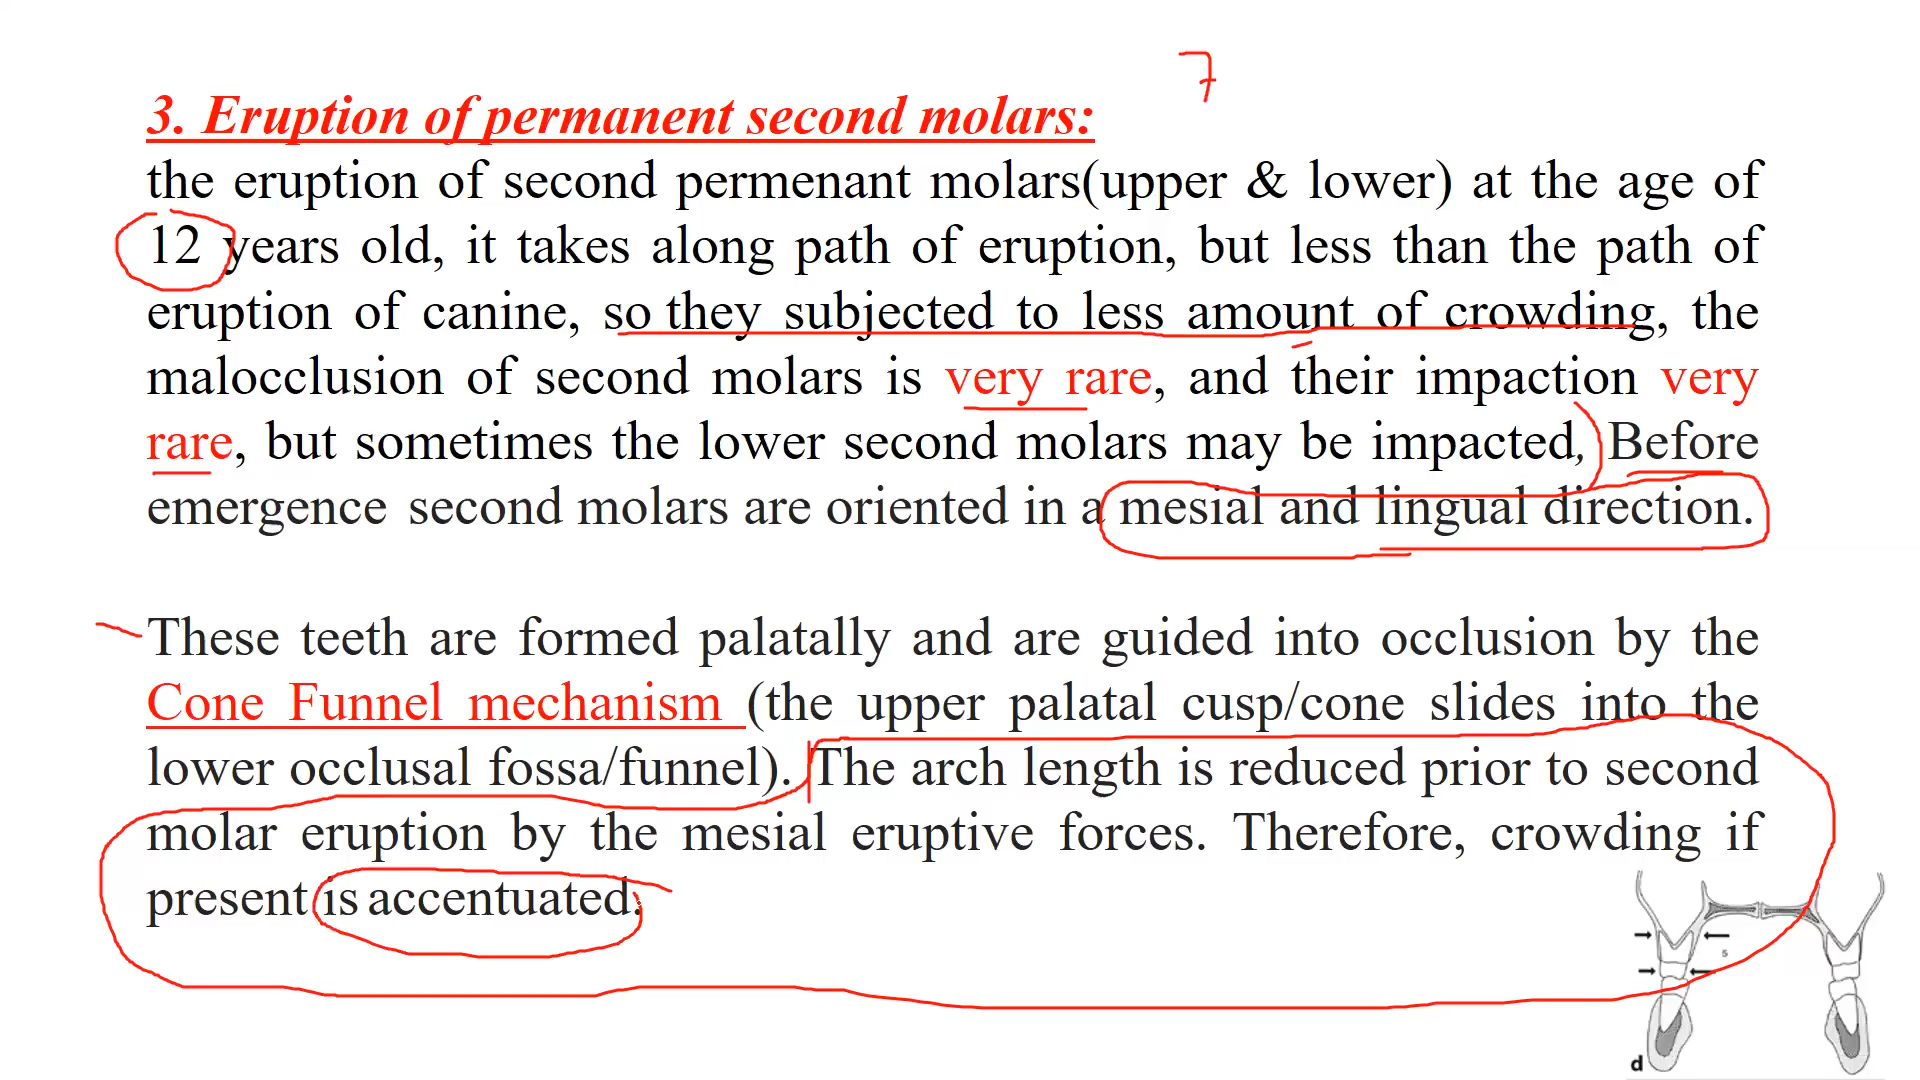 7
3. Eruption of permanent second molars:
the eruption of second permenant molars(upper & lower) at the age of
12 years old, it takes along path of eruption, but less than the path of
eruption of canine, so they subjected to less amount of crowding, the
malocclusion of second molars is very rare, and their impaction very
rare, but sometimes the lower second molars may be impacted, Before
emergence second molars are oriented in a mesial and lingual direction.
These teeth are formed palatally and are guided into occlusion by the
Cone Funnel mechanism (the upper palatal cusp/cone slides into the
lower occlusal fossa/funnel). The arch length is reduced prior to second
molar eruption by the mesial eruptive forces. Therefore, crowding if
present is accentuated.
5
d